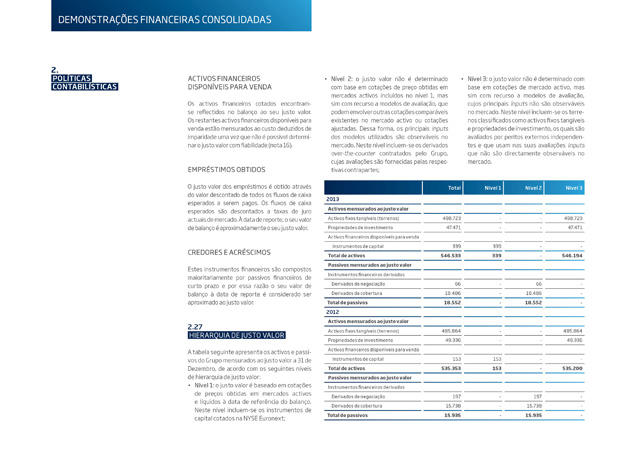 DEMONSTRAÇÕES FINANCEIRAS CONSOLIDADAS
2.
POLÍTICAS
CONTABILÍSTICAS
ACTIVOS FINANCEIROS
DISPONÍVEIS PARA VENDA
Os activos financeiros cotados encontram-
se reflectidos no balanço ao seu justo valor.
Os restantes activos financeiros disponíveis para
venda estão mensurados ao custo deduzidos de
imparidade uma vez que não é possível determi-
nar o justo valor com fiabilidade (nota 16).
EMPRÉSTIMOS OBTIDOS
O justo valor dos empréstimos é obtido através
do valor descontado de todos os fluxos de caixa
esperados a serem pagos. Os fluxos de caixa
esperados são descontados a taxas de juro
actuais de mercado. À data de reporte, o seu valor
de balanço é aproximadamente o seu justo valor.
CREDORES E ACRÉSCIMOS
Estes instrumentos financeiros são compostos
maioritariamente por passivos financeiros de
curto prazo e por essa razão o seu valor de
balanço à data de reporte é considerado ser
aproximado ao justo valor.
2.27
HIERARQUIA DE JUSTO VALOR
A tabela seguinte apresenta os activos e passi-
vos do Grupo mensurados ao justo valor a 31 de
Dezembro, de acordo com os seguintes níveis
de hierarquia de justo valor:
• Nível 1: o justo valor é baseado em cotações
de preços obtidas em mercados activos
e líquidos à data de referência do balanço.
Neste nível incluem-se os instrumentos de
capital cotados na NYSE Euronext;
• Nível 2: o justo valor não é determinado
com base em cotações de preço obtidas em
mercados activos incluídos no nível 1, mas
sim com recurso a modelos de avaliação, que
podem envolver outras cotações comparáveis
existentes no mercado activo ou cotações
ajustadas. Dessa forma, os principais inputs
dos modelos utilizados são observáveis no
mercado. Neste nível incluem-se os derivados
over-the-counter contratados pelo Grupo,
cujas avaliações são fornecidas pelas respec-
tivas contrapartes;
• Nível 3: o justo valor não é determinado com
base em cotações de mercado activo, mas
sim com recurso a modelos de avaliação,
cujos principais inputs não são observáveis
no mercado. Neste nível incluem-se os terre-
nos classificados como activos fixos tangíveis
e propriedades de investimento, os quais são
avaliados por peritos externos independen-
tes e que usam nas suas avaliações inputs
que não são directamente observáveis no
mercado.
Total Nível 1 Nível 2 Nível 3
2013
Activos mensurados ao justo valor
Activos fixos tangíveis (terrenos) 498.723 - - 498.723
Propriedades de investimento 47.471 - - 47.471
Activos financeiros disponíveis para venda
Instrumentos de capital 339 339 - -
Total de activos 546.533 339 - 546.194
Passivos mensurados ao justo valor
Instrumentos financeiros derivados
Derivados de negociação 66 - 66 -
Derivados de cobertura 18.486 - 18.486 -
Total de passivos 18.552 - 18.552 -
2012
Activos mensurados ao justo valor
Activos fixos tangíveis (terrenos) 485.864 - - 485.864
Propriedades de investimento 49.336 - - 49.336
Activos financeiros disponíveis para venda
Instrumentos de capital 153 153 - -
Total de activos 535.353 153 - 535.200
Passivos mensurados ao justo valor
Instrumentos financeiros derivados
Derivados de negociação 197 - 197 -
Derivados de cobertura 15.738 - 15.738 -
Total de passivos 15.935 - 15.935 -